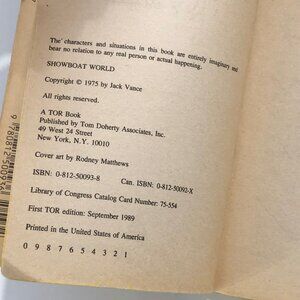 The characters and situations in this book are entirely imaginary and
bear no relation to any real person or actual happening.
SHOWBOAT WORLD
Copyright © 1975 by Jack Vance
All rights reserved.
A TOR Book
Published by Tom Doherty Associates, Inc.
49 West 24 Street
New York, N.Y. 10010
Cover art by Rodney Matthews
ISBN: 0-812-50093-8 Can. ISBN: 0-812-50092-X
Library of Congress Catalog Card Number: 75-554
First TOR edition: September 1989
Printed in the United States of America
0 9 8 7 6 5 4 3 2 1